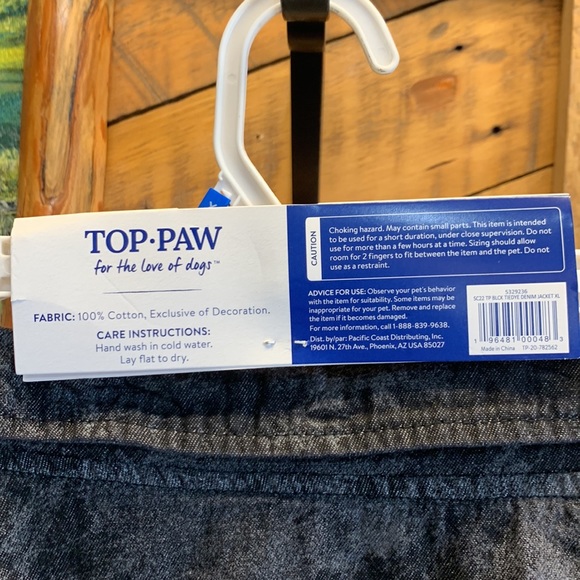 TOP·PAW
for the love of dogs™
FABRIC: 100% Cotton, Exclusive of Decoration.
CARE INSTRUCTIONS:
Hand wash in cold water.
Lay flat to dry.
CAUTION
Choking hazard. May contain small parts. This item is intended
to be used for a short duration, under close supervision. Do not
use for more than a few hours at a time. Sizing should allow
room for 2 fingers to fit between the item and the pet. Do not
use as a restraint.
ADVICE FOR USE: Observe your pet's behavior
with the item for suitability. Some items may be
inappropriate for your pet. Remove and replace
the item if it becomes damaged.
For more information, call 1-888-839-9638.
Dist. by/par: Pacific Coast Distributing, Inc.
19601 N. 27th Ave., Phoenix, AZ USA 85027
5329236
SC22 TP BLCK TIEDYE DENIM JACKET XL
1 96481 00048 3
Made in China TP-20-782562